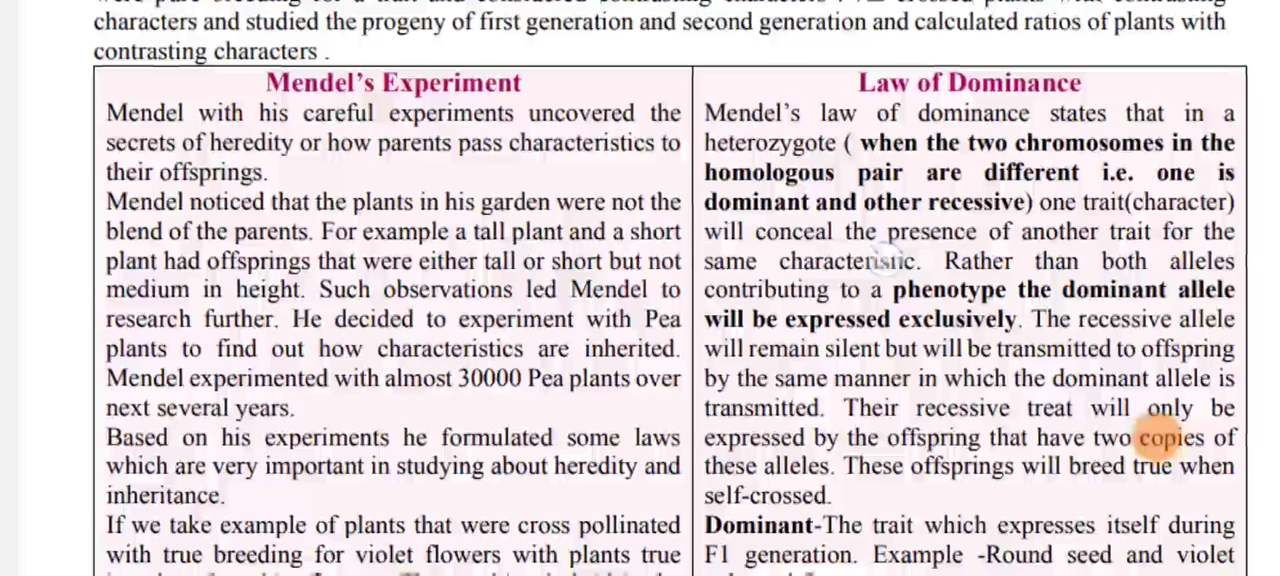 characters and studied the progeny of first generation and second generation and calculated ratios of plants with
contrasting characters .
Mendel's Experiment
Mendel with his careful experiments uncovered the
secrets of heredity or how parents pass characteristics to
their offsprings.
Mendel noticed that the plants in his garden were not the
blend of the parents. For example a tall plant and a short
plant had offsprings that were either tall or short but not
medium in height. Such observations led Mendel to
research further. He decided to experiment with Pea
plants to find out how characteristics are inherited.
Mendel experimented with almost 30000 Pea plants over
next several years.
Based on his experiments he formulated some laws
which are very important in studying about heredity and
inheritance.
If we take example of plants that were cross pollinated
with true breeding for violet flowers with plants true
Law of Dominance
Mendel's law of dominance states that in a
heterozygote ( when the two chromosomes in the
homologous pair are different i.e. one is
dominant and other recessive) one trait(character)
will conceal the presence of another trait for the
same characteristic. Rather than both alleles
contributing to a phenotype the dominant allele
will be expressed exclusively. The recessive allele
will remain silent but will be transmitted to offspring
by the same manner in which the dominant allele is
transmitted. Their recessive treat will only be
expressed by the offspring that have two copies of
these alleles. These offsprings will breed true when
self-crossed.
Dominant-The trait which expresses itself during
F1 generation. Example -Round seed and violet